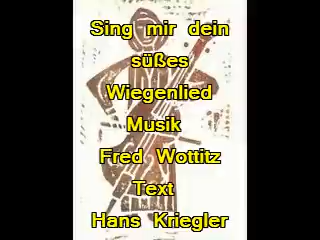 Sing mir dein
süßes
Wiegenlied
Musik
Fred Wottitz
Text
Hans Kriegler